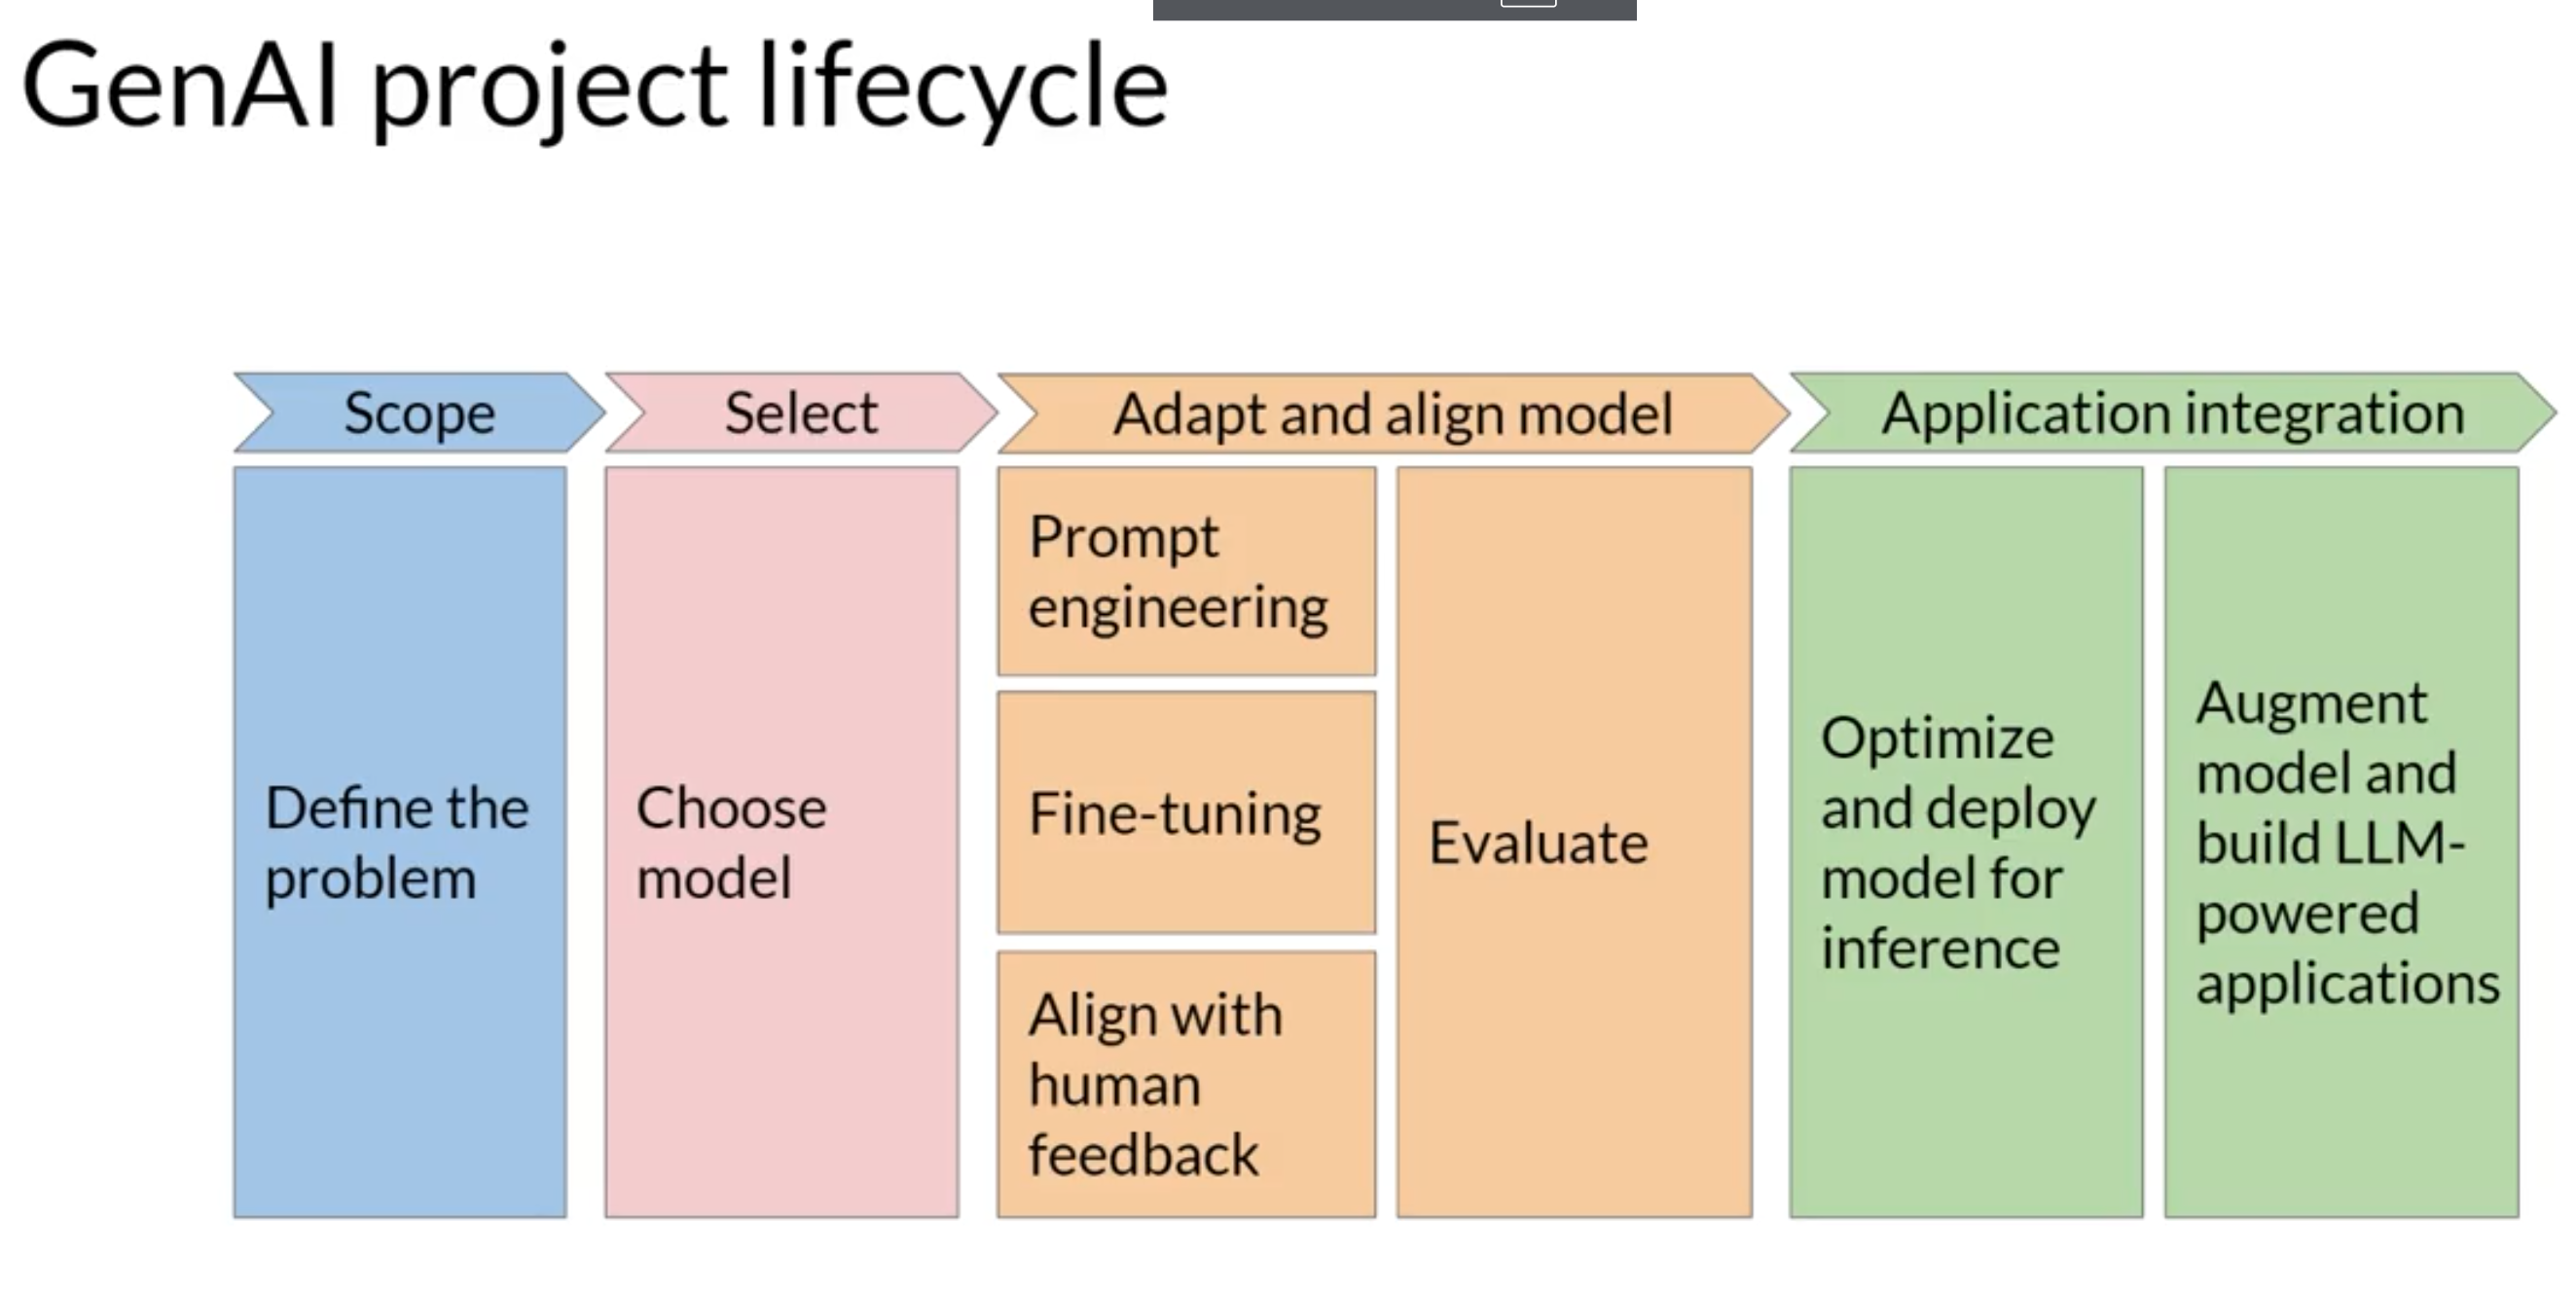 GenAI project lifecycle
Scope
Select
Adapt and align model
Application integration
Define the
problem
Choose
model
Prompt
engineering
Fine-tuning
Align with
human
feedback
Evaluate
Optimize
and deploy
model for
inference
Augment
model and
build LLM-
powered
applications